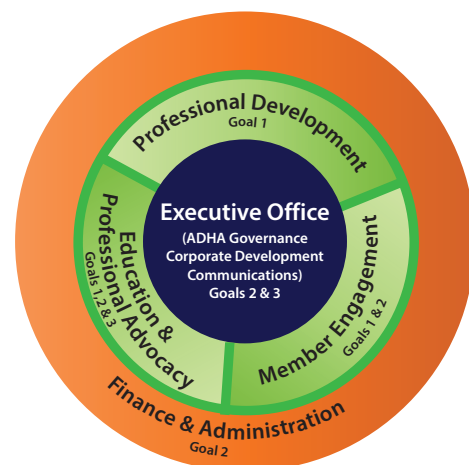 Professional Development
Goal 1
Executive Office
(ADHA Governance
Corporate Development
Communications)
Goals 2 & 3
Education &
Professional Advocacy
Goals 1,2 & 3
Member Engagement
Goals 1 & 2
Finance & Administration
Goal 2